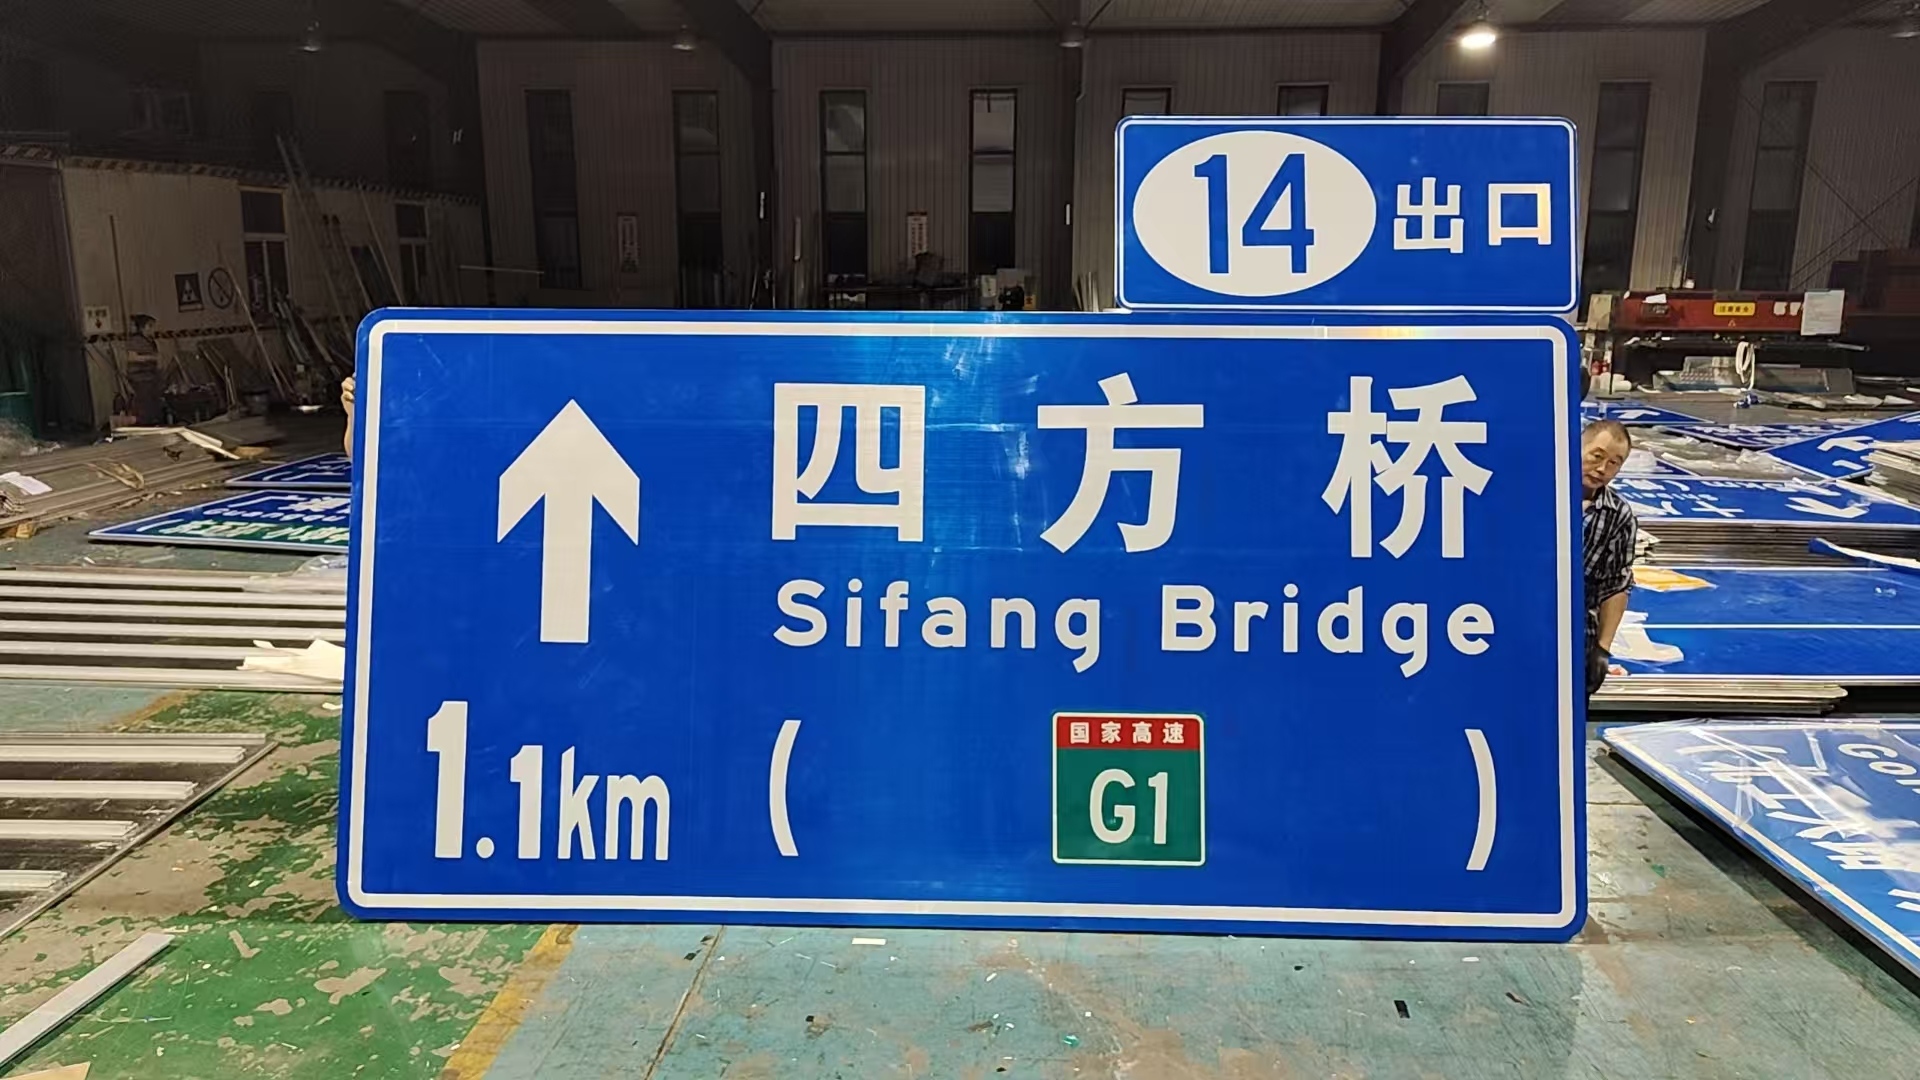 14 出口
四方桥
Sifang Bridge
1.1km
(
国家高速
G1
)